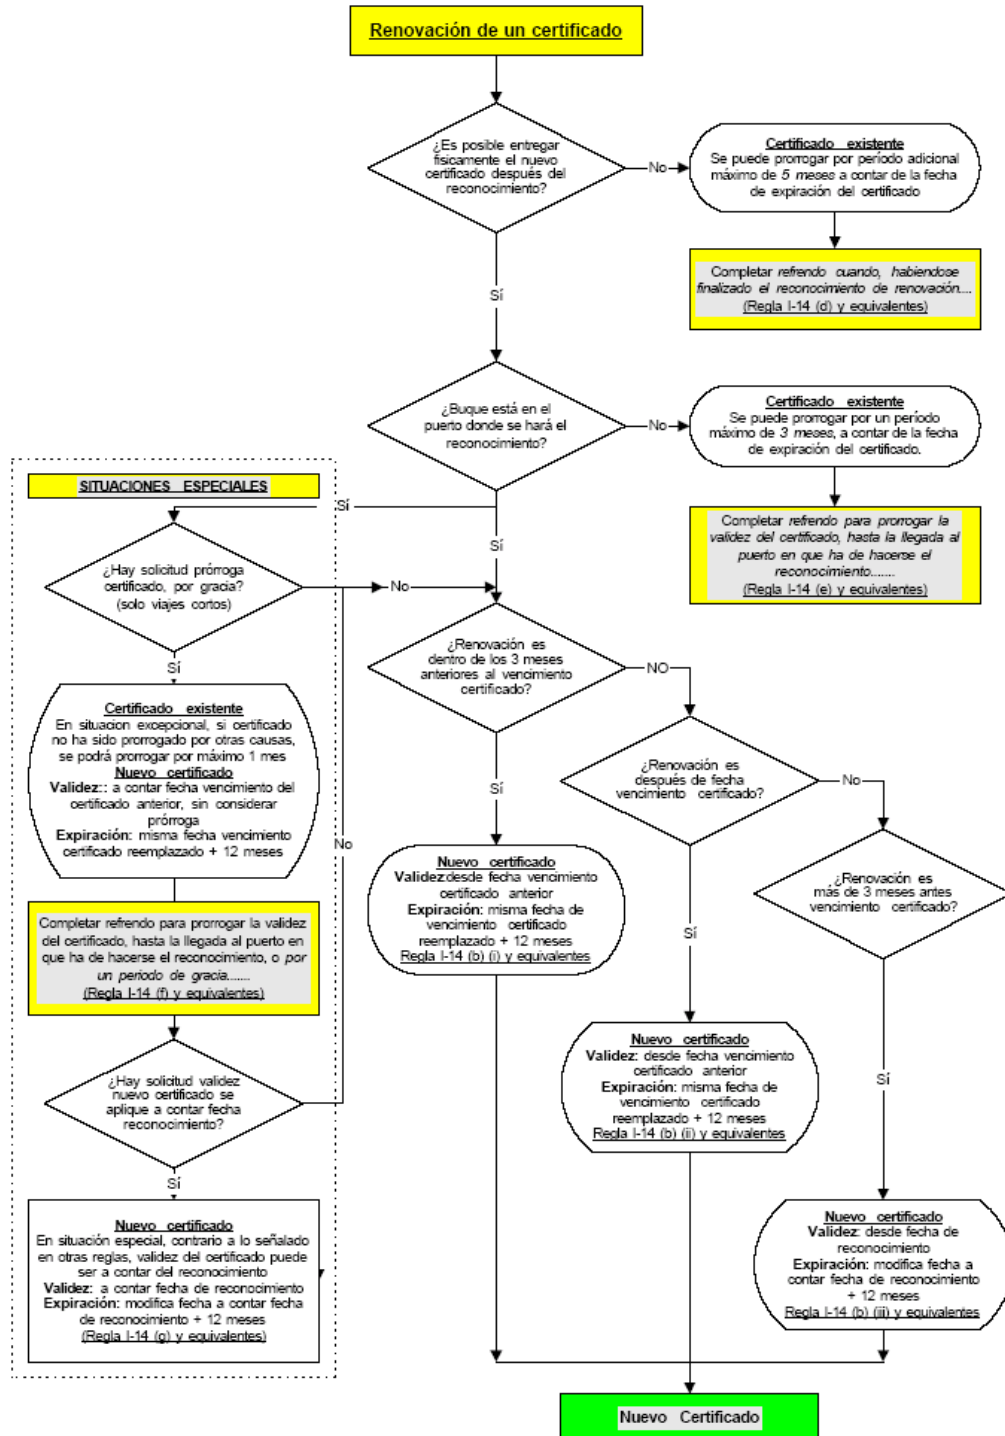 Renovación de un certificado
¿Es posible entregar
fisicamente el nuevo
certificado después del
reconocimiento?
No
Certificado existente
Se puede prorrogar por período adicional
máximo de 5 meses a contar de la fecha
de expiración del certificado
Completar refrendo cuando, habiendose
finalizado el reconocimiento de renovación....
(Regla I-14 (d) y equivalentes)
Sí
¿Buque está en el
puerto donde se hará el
reconocimiento?
No
Certificado existente
Se puede prorrogar por un período
máximo de 3 meses, a contar de la fecha
de expiración del certificado.
Completar refrendo para prorrogar la
validez del certificado, hasta la llegada al
puerto en que ha de hacerse el
reconocimiento.......
(Regla I-14 (e) y equivalentes)
SITUACIONES ESPECIALES
Sí
Sí
¿Hay solicitud prórroga
certificado, por gracia?
(solo viajes cortos)
No
Sí
Certificado existente
En situacion excepcional, si certificado
no ha sido prorrogado por otras causas,
se podrá prorrogar por máximo 1 mes
Nuevo certificado
Validez:: a contar fecha vencimiento del
certificado anterior, sin considerar
prórroga
Expiración: misma fecha vencimiento
certificado reemplazado + 12 meses
No
Completar refrendo para prorrogar la validez
del certificado, hasta la llegada al puerto en
que ha de hacerse el reconocimiento, o por
un periodo de gracia.......
(Regla I-14 (f) y equivalentes)
¿Hay solicitud validez
nuevo certificado se
aplique a contar fecha
reconocimiento?
Sí
Nuevo certificado
En situación especial, contrario a lo señalado
en otras reglas, validez del certificado puede
ser a contar del reconocimiento
Validez: a contar fecha de reconocimiento
Expiración: modifica fecha a contar fecha
de reconocimiento + 12 meses
(Regla I-14 (g) y equivalentes)
¿Renovación es
dentro de los 3 meses
anteriores al vencimiento
certificado?
NO
Sí
Nuevo certificado
Validez:desde fecha vencimiento
certificado anterior
Expiración: misma fecha de
vencimiento certificado
reemplazado + 12 meses
Regla I-14 (b) (i) y equivalentes
¿Renovación es
después de fecha
vencimiento certificado?
No
Sí
Nuevo certificado
Validez: desde fecha vencimiento
certificado anterior
Expiración: misma fecha de
vencimiento certificado
reemplazado + 12 meses
Regla I-14 (b) (ii) y equivalentes
¿Renovación es
más de 3 meses antes
vencimiento certificado?
Sí
Nuevo certificado
Validez: desde fecha de
reconocimiento
Expiración: modifica fecha a
contar fecha de reconocimiento
+ 12 meses
Regla I-14 (b) (iii) y equivalentes
Nuevo Certificado